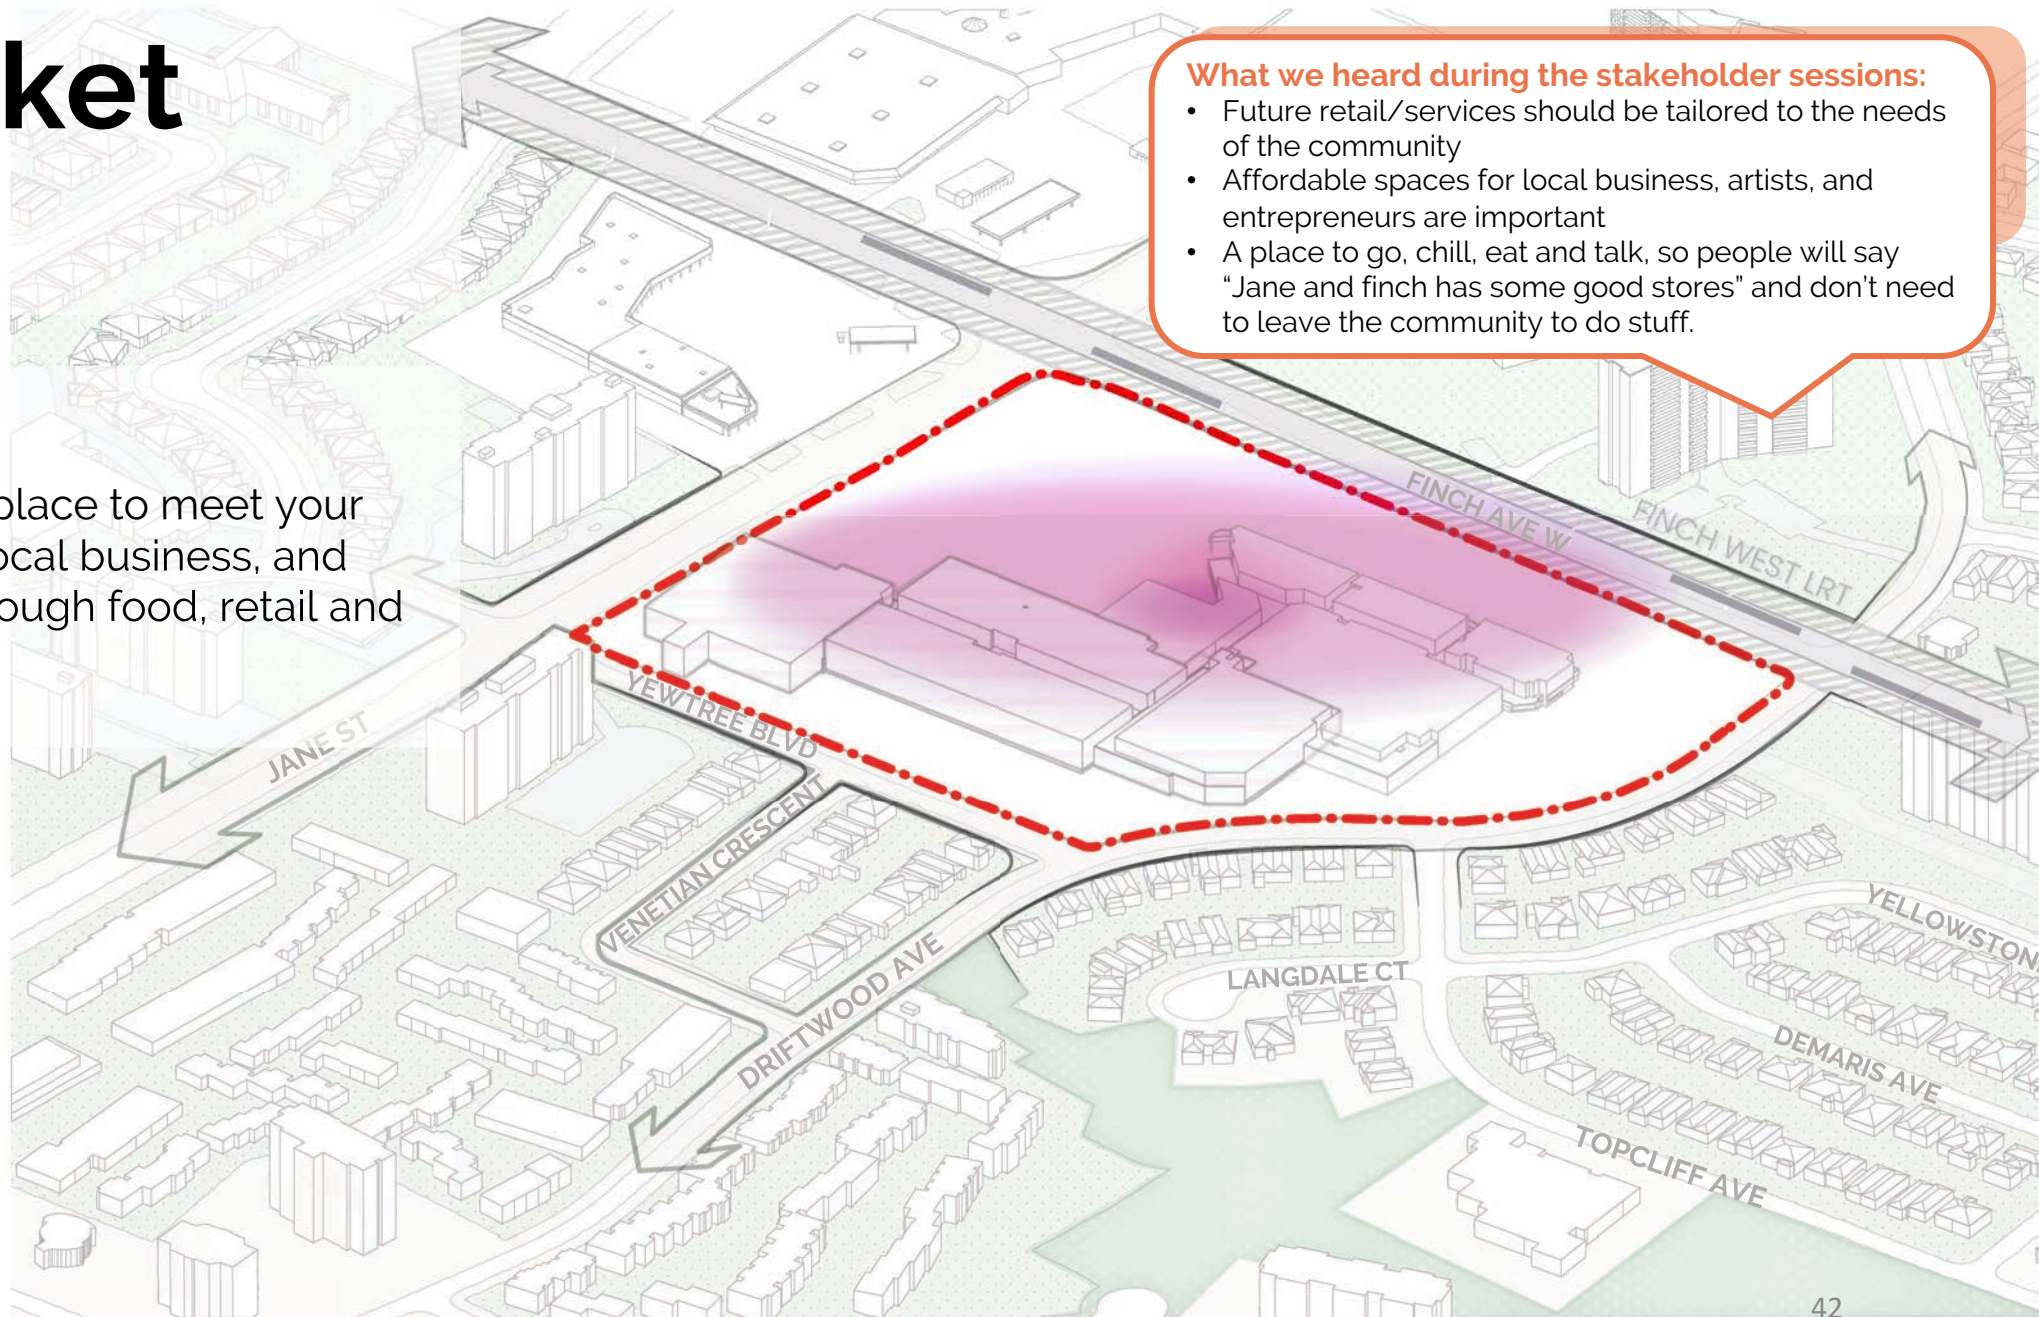 ket
What we heard during the stakeholder sessions:
• Future retail/services should be tailored to the needs
of the community
• Affordable spaces for local business, artists, and
entrepreneurs are important
• A place to go, chill, eat and talk, so people will say
“Jane and finch has some good stores” and don’t need
to leave the community to do stuff.
place to meet your
ocal business, and
ough food, retail and
FINCH AVE W
FINCH WEST LRT
YEWTREE BLVD
JANE ST
VENETIAN CRESCENT
DRIFTWOOD AVE
LANGDALE CT
YELLOWSTON
DEMARIS AVE
TOPCLIFF AVE
42